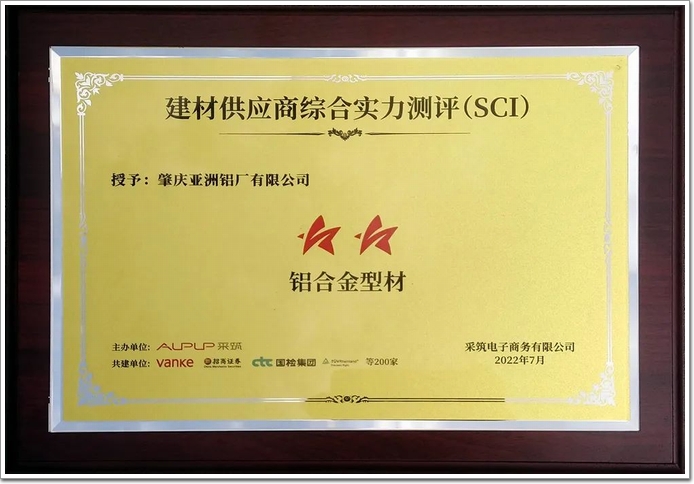 建材供应商综合实力测评(SCI)
授予：肇庆亚洲铝厂有限公司
铝合金型材
主办单位：AUPUP 采筑
共建单位：vanke 招商证券 ctc 国检集团 TÜVRheinland 等200家
采筑电子商务有限公司
2022年7月